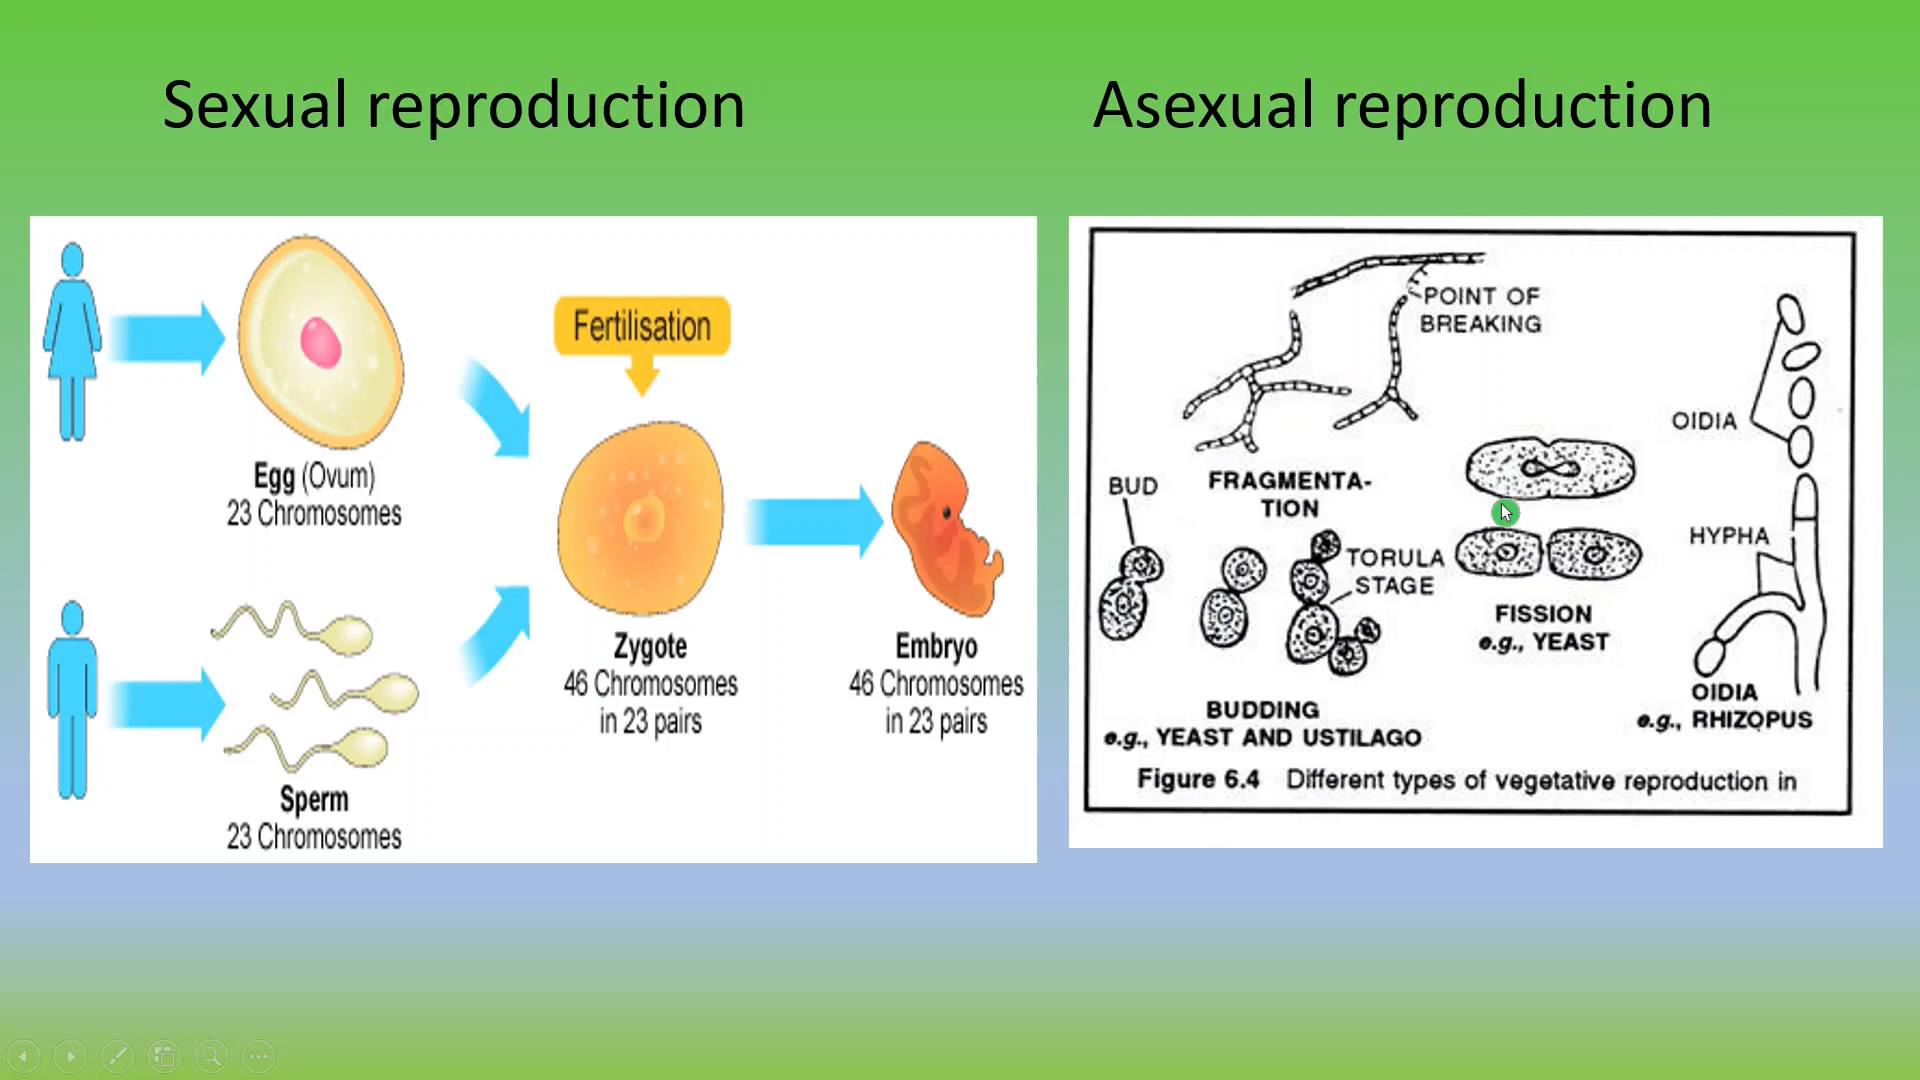 Sexual reproduction
Asexual reproduction
Fertilisation
Egg (Ovum)
23 Chromosomes
Zygote
46 Chromosomes
in 23 pairs
Embryo
46 Chromosomes
in 23 pairs
Sperm
23 Chromosomes
POINT OF
BREAKING
OIDIA
BUD
FRAGMENTA-
TION
HYPHA
TORULA
STAGE
FISSION
e.g., YEAST
OIDIA
e.g., RHIZOPUS
BUDDING
e.g., YEAST AND USTILAGO
Figure 6.4 Different types of vegetative reproduction in